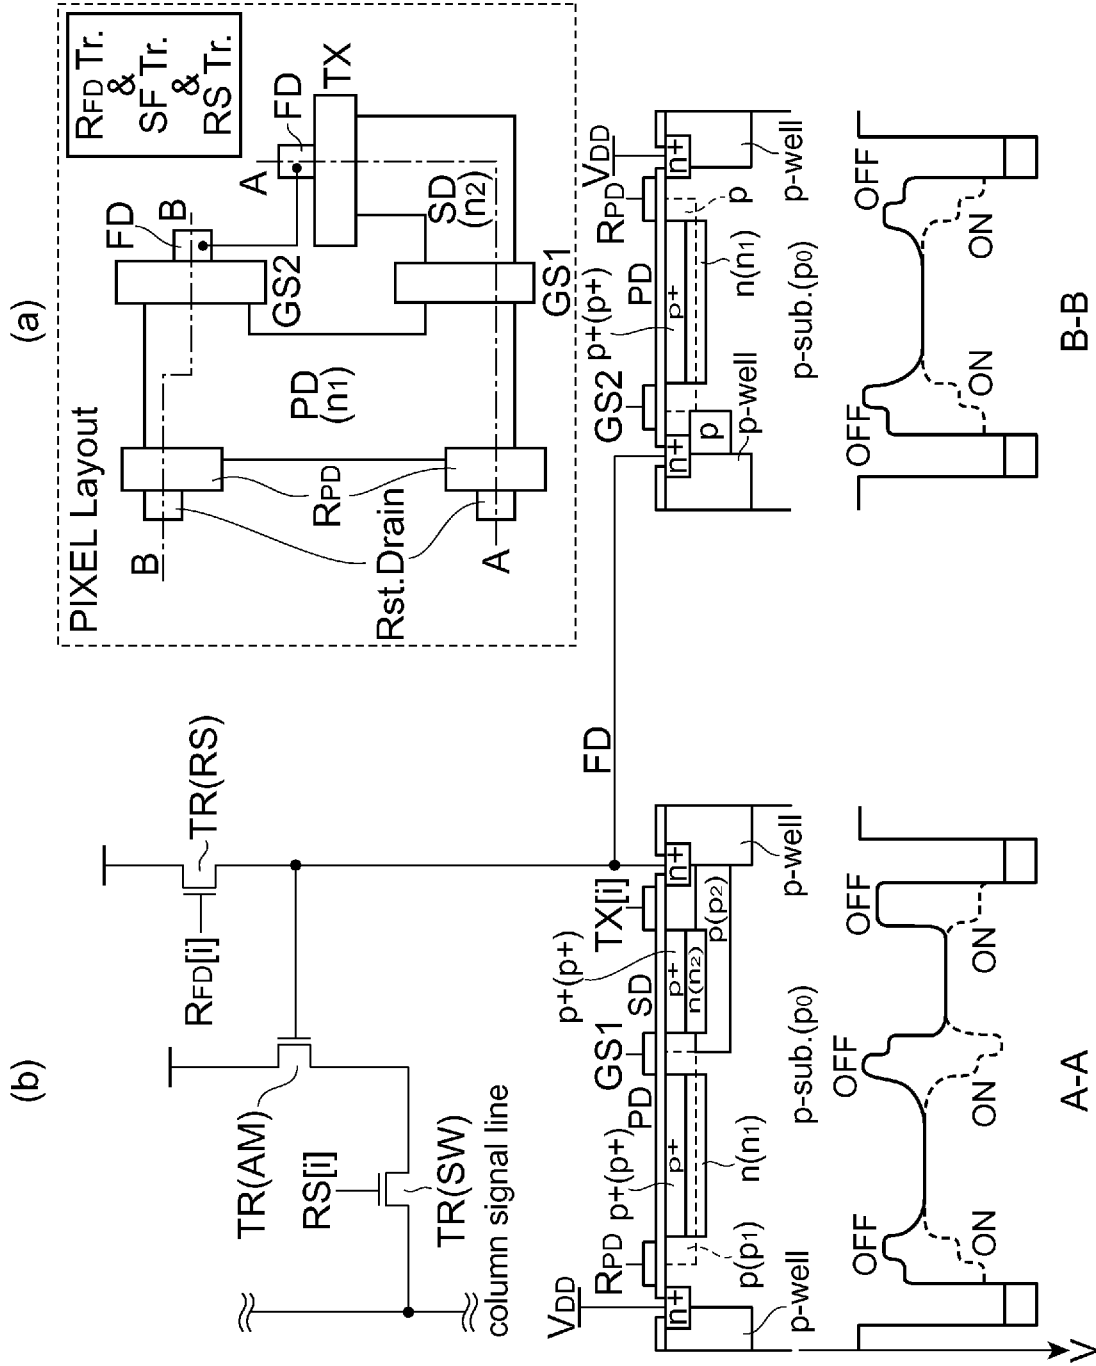 (a)
PIXEL Layout
RFD Tr.
&
SF Tr.
&
RS Tr.
B
FD
B
A
FD
TX
GS2
PD
(n1)
SD
(n2)
RPD
Rst.Drain
A
GS1
(b)
RFD[i]
TR(RS)
TR(AM)
RS[i]
TR(SW)
column signal line
FD
VDD
RPD
p+(p+)
PD
GS1
SD
p+(p+)
TX[i]
n+
p+
p+
n(n2)
n+
p(p2)
p-well
p(p1)
n(n1)
p-sub.(p0)
p-well
OFF
ON
OFF
ON
OFF
ON
V
A-A
GS2
p+(p+)
PD
RPD
VDD
n+
p
p+
n+
p-well
n(n1)
p
p-well
p-sub.(p0)
OFF
ON
OFF
ON
B-B